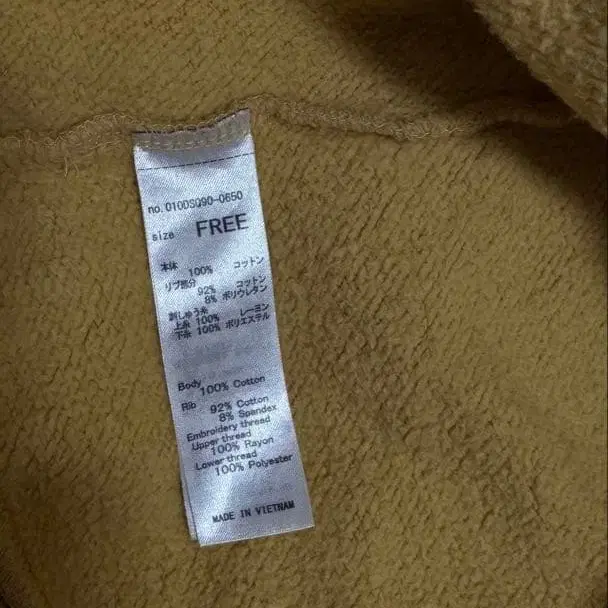 no.010DSQ90-0650
size FREE
本体 100% コットン
リブ部分
92% コットン
8% ポリウレタン
刺しゅう糸
上糸 100% レーヨン
下糸 100% ポリエステル
Body
100% Cotton
Rib
92% Cotton
8% Spandex
Embroidery thread
Upper thread
100% Rayon
Lower thread
100% Polyester
MADE IN VIETNAM